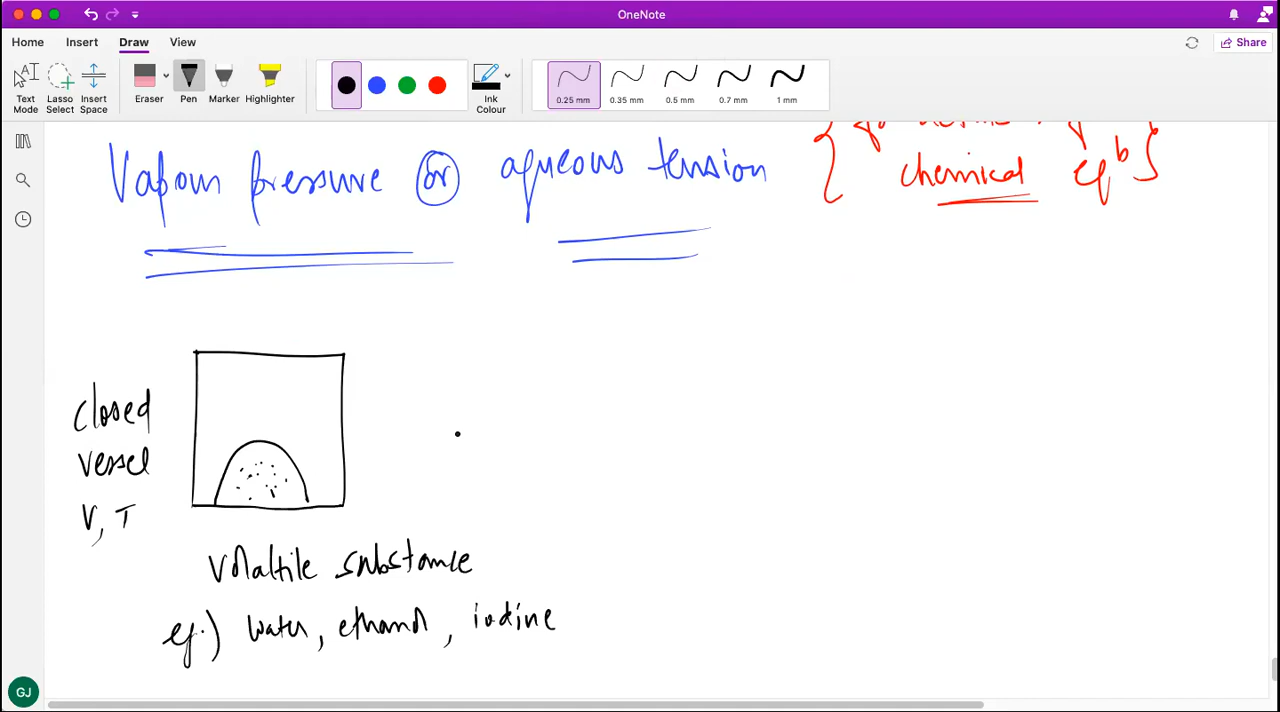 OneNote
Home Insert Draw View
Share
Text Mode
Lasso Select
Insert Space
Eraser
Pen
Marker
Highlighter
Ink Colour
0.25 mm
0.35 mm
0.5 mm
0.7 mm
1 mm
Vapour pressure or aqueous tension
{ chemical eqb }
closed
vessel
V, T
Volatile substance
eg.) water, ethanol, iodine
GJ